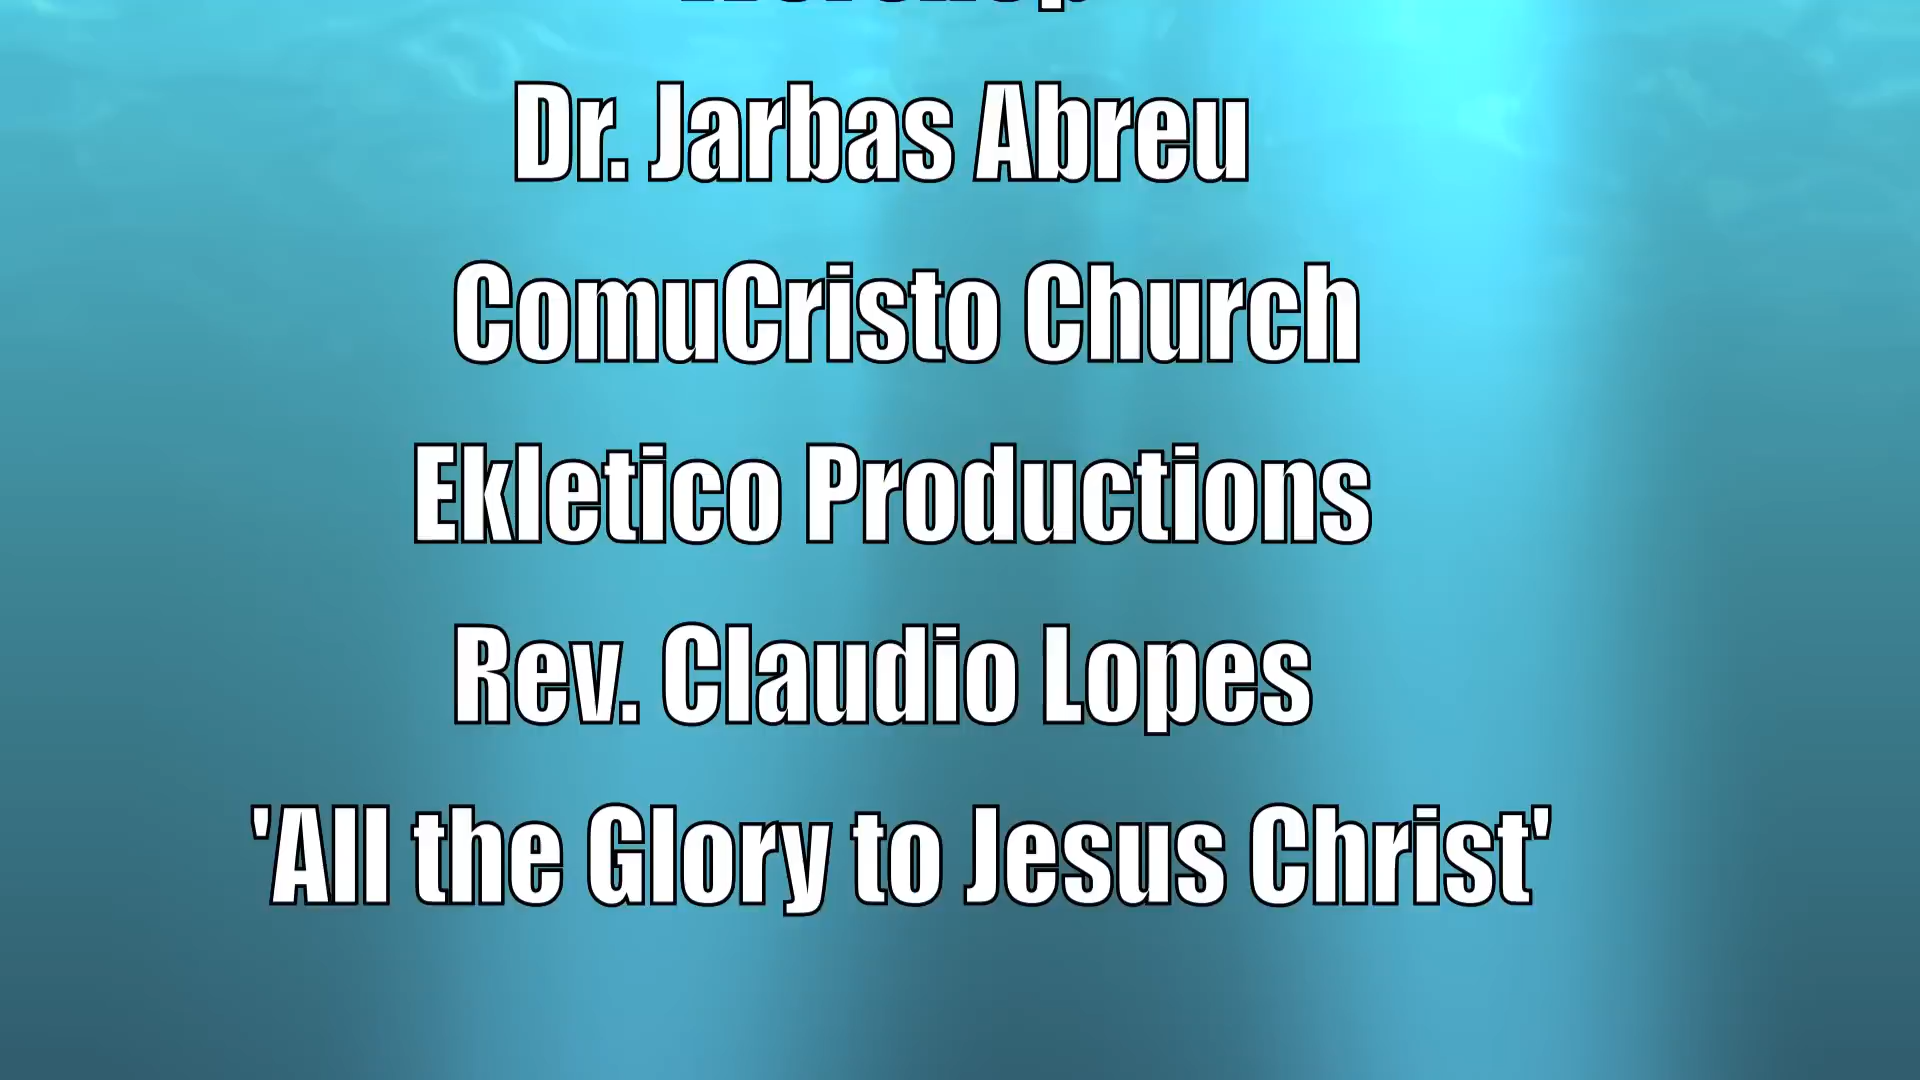 Dr. Jarbas Abreu
ComuCristo Church
Ekletico Productions
Rev. Claudio Lopes
'All the Glory to Jesus Christ'